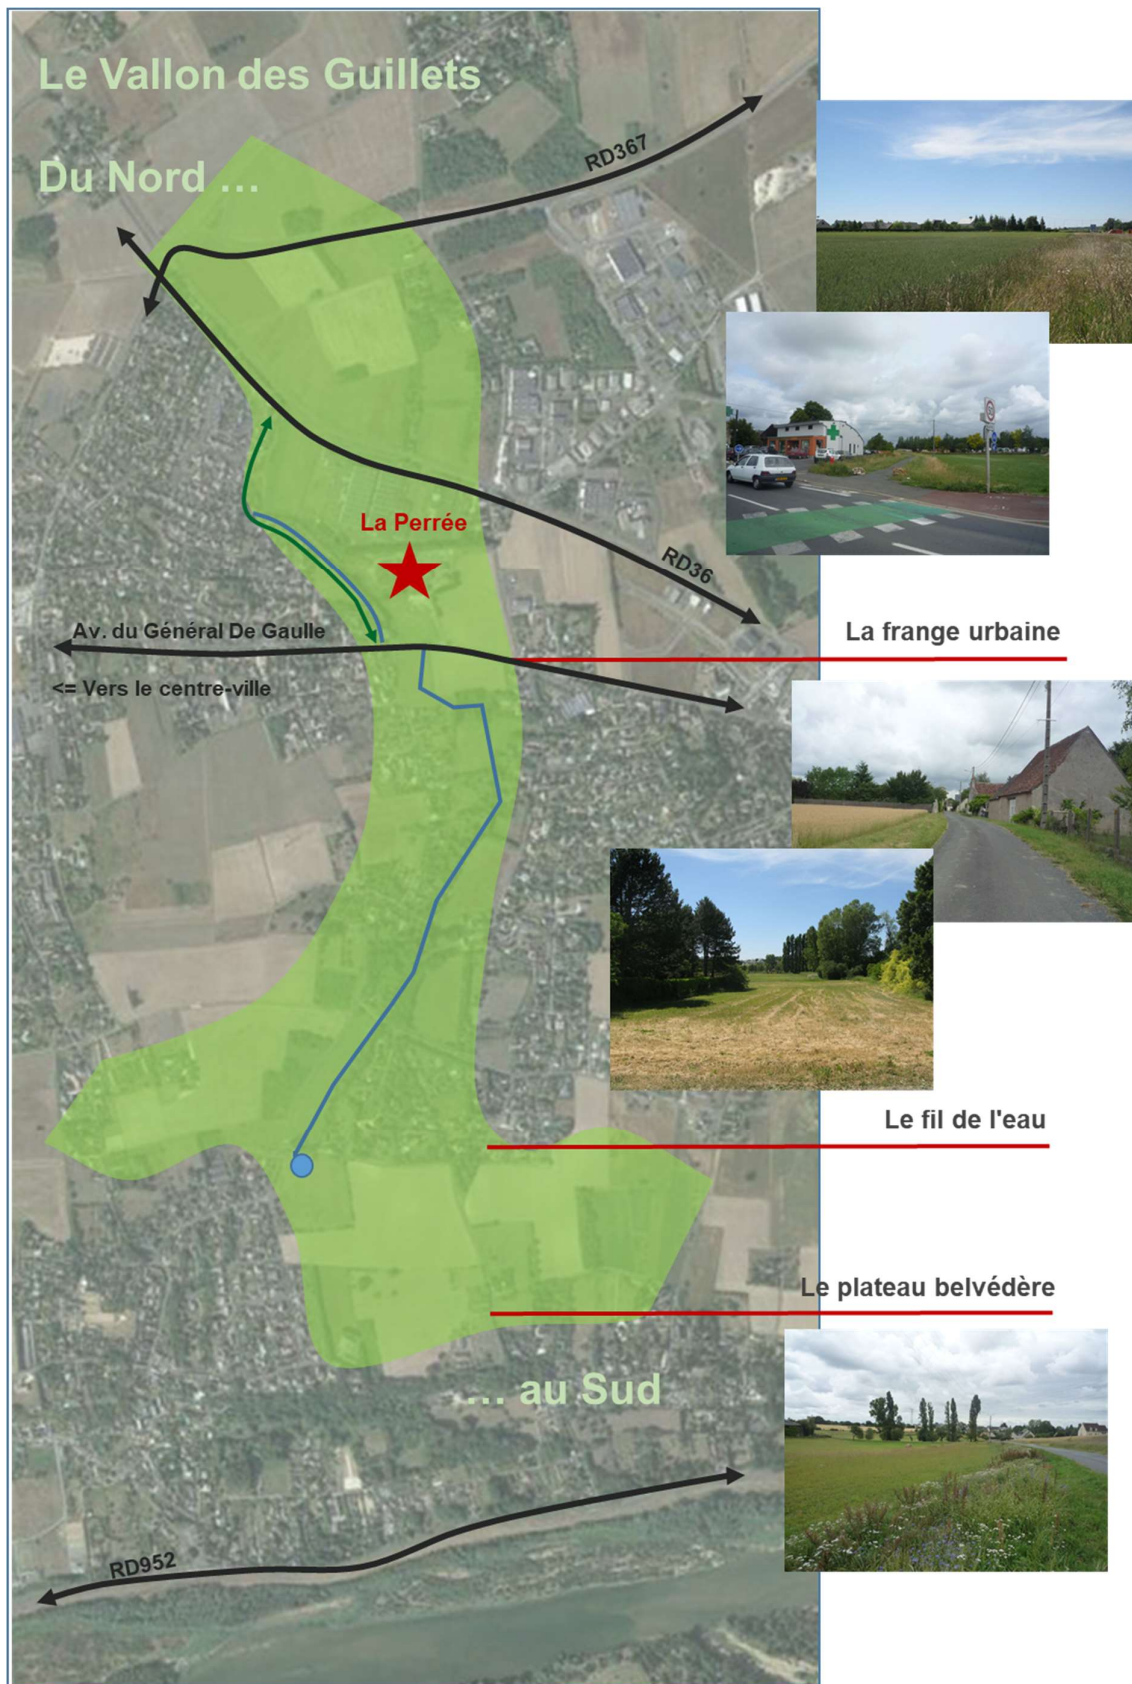 Le Vallon des Guillets
Du Nord ...
RD367
La Perrée
RD36
Av. du Général De Gaulle
<= Vers le centre-ville
La frange urbaine
Le fil de l'eau
Le plateau belvédère
... au Sud
RD952